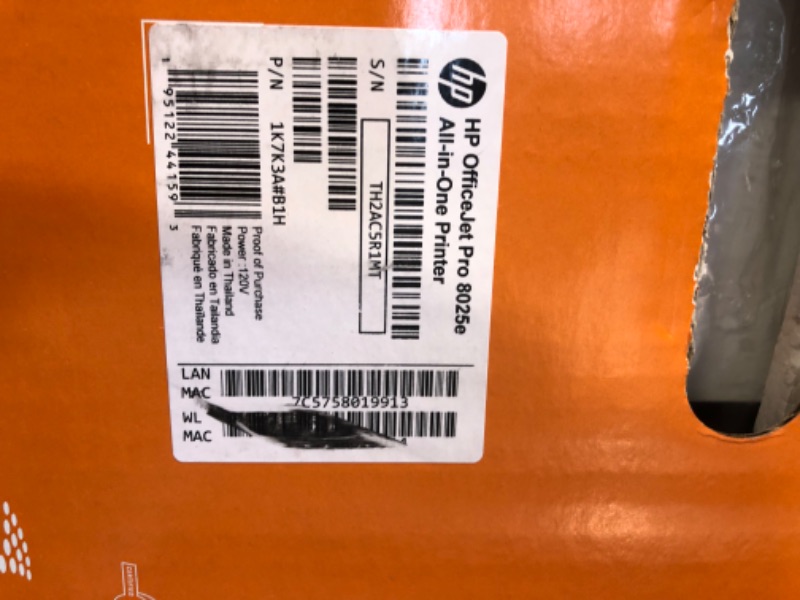 hp
HP OfficeJet Pro 8025e
All-in-One Printer
S/N TH2AC5R1MT
P/N 1K7K3A#B1H
1 95122 44159 3
Proof of Purchase
Power :120V
Made in Thailand
Fabricado en Tailandia
Fabriqué en Thaïlande
LAN
MAC
7C5758019913
WL
MAC